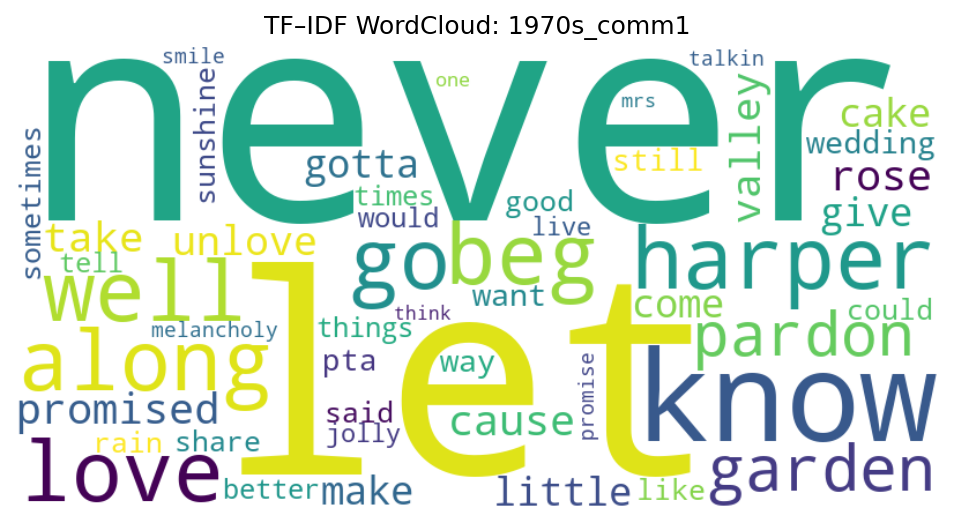 TF–IDF WordCloud: 1970s_comm1
never
smile
talkin
one
mrs
sunshine
valley
cake
sometimes
wedding
gotta
still
rose
times
would
good
live
give
take
unlove
go
beg
harper
tell
well
want
come
could
let
think
melancholy
things
pardon
along
pta
way
promise
know
promised
said
jolly
cause
rain
share
love
garden
better
make
little
like